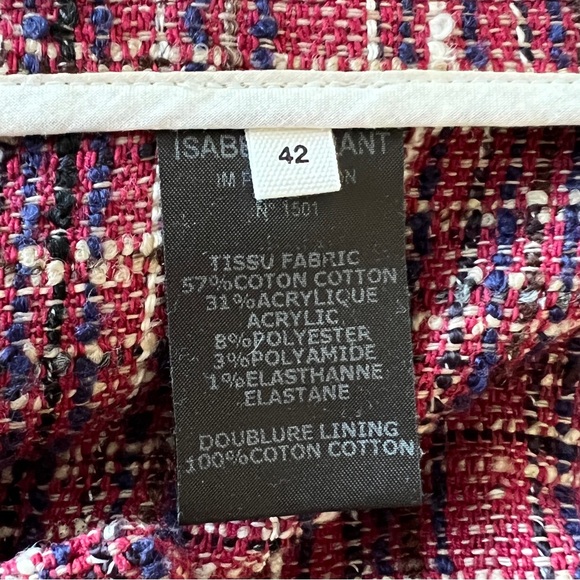 42
N° 1501
TISSU FABRIC
57%COTON COTTON
31%ACRYLIQUE
ACRYLIC
8%POLYESTER
3%POLYAMIDE
1%ELASTHANNE
ELASTANE
DOUBLURE LINING
100%COTON COTTON